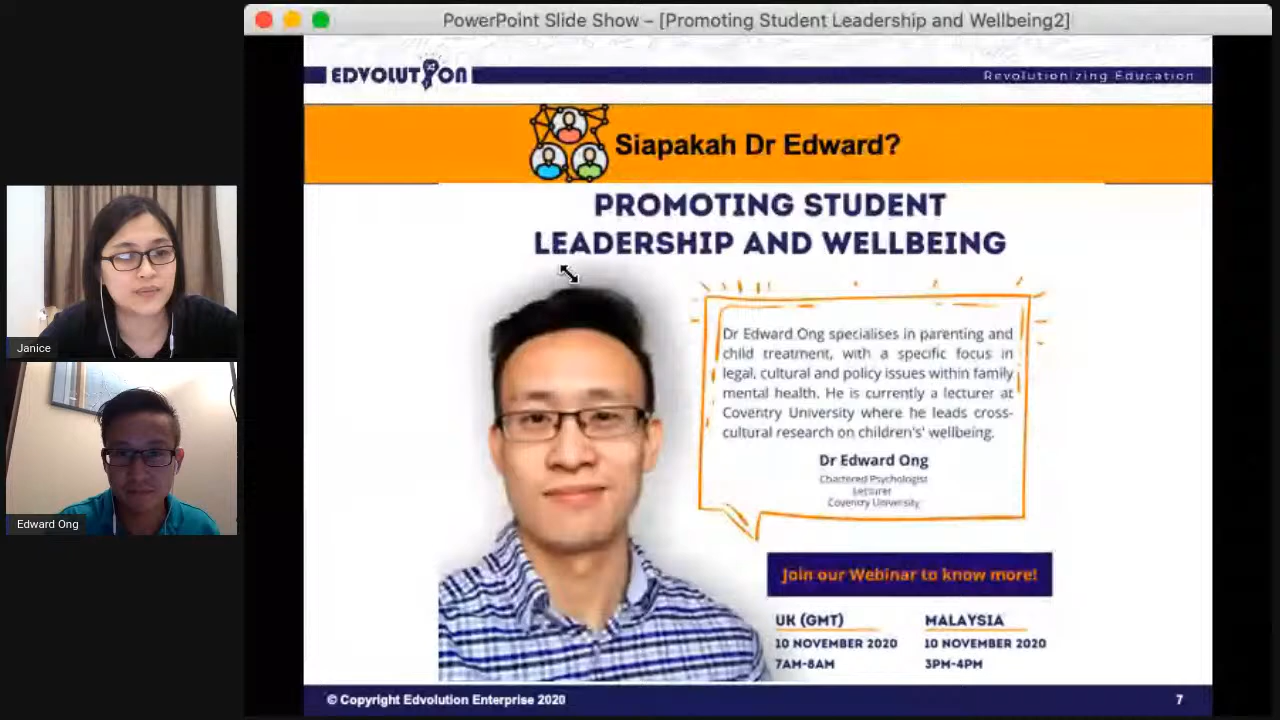 PowerPoint Slide Show – [Promoting Student Leadership and Wellbeing2]
EDVOLUTION
Revolutionizing Education
Siapakah Dr Edward?
PROMOTING STUDENT
LEADERSHIP AND WELLBEING
Dr Edward Ong specialises in parenting and
child treatment, with a specific focus in
legal, cultural and policy issues within family
mental health. He is currently a lecturer at
Coventry University where he leads cross-
cultural research on children's' wellbeing.
Dr Edward Ong
Chartered Psychologist
Lecturer
Coventry University
Join our Webinar to know more!
UK (GMT)
10 NOVEMBER 2020
7AM-8AM
MALAYSIA
10 NOVEMBER 2020
3PM-4PM
© Copyright Edvolution Enterprise 2020
7
Janice
Edward Ong